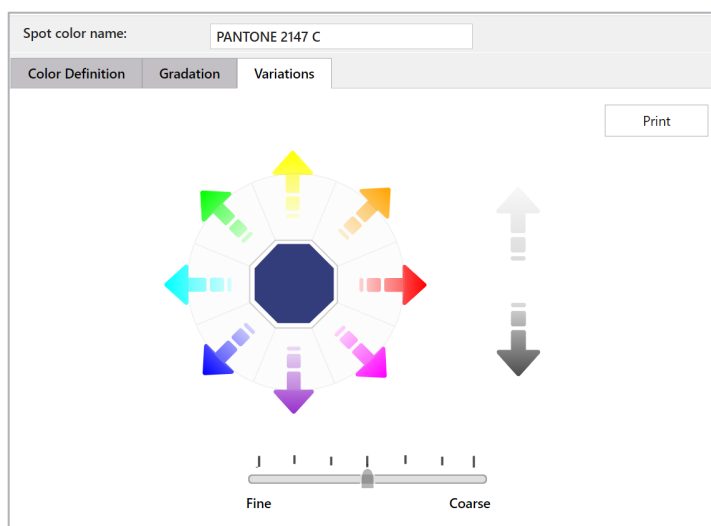 Spot color name: PANTONE 2147 C
Color Definition Gradation Variations
Print
Fine Coarse